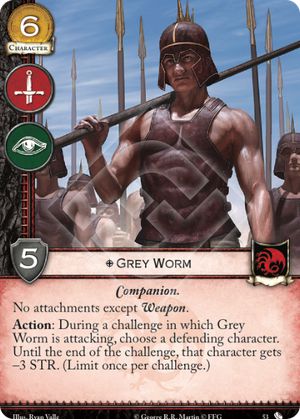 6
Character
5
Grey Worm
Companion.
No attachments except Weapon.
Action: During a challenge in which Grey
Worm is attacking, choose a defending character.
Until the end of the challenge, that character gets
–3 STR. (Limit once per challenge.)
Illus. Ryan Valle
© George R.R. Martin © FFG
53